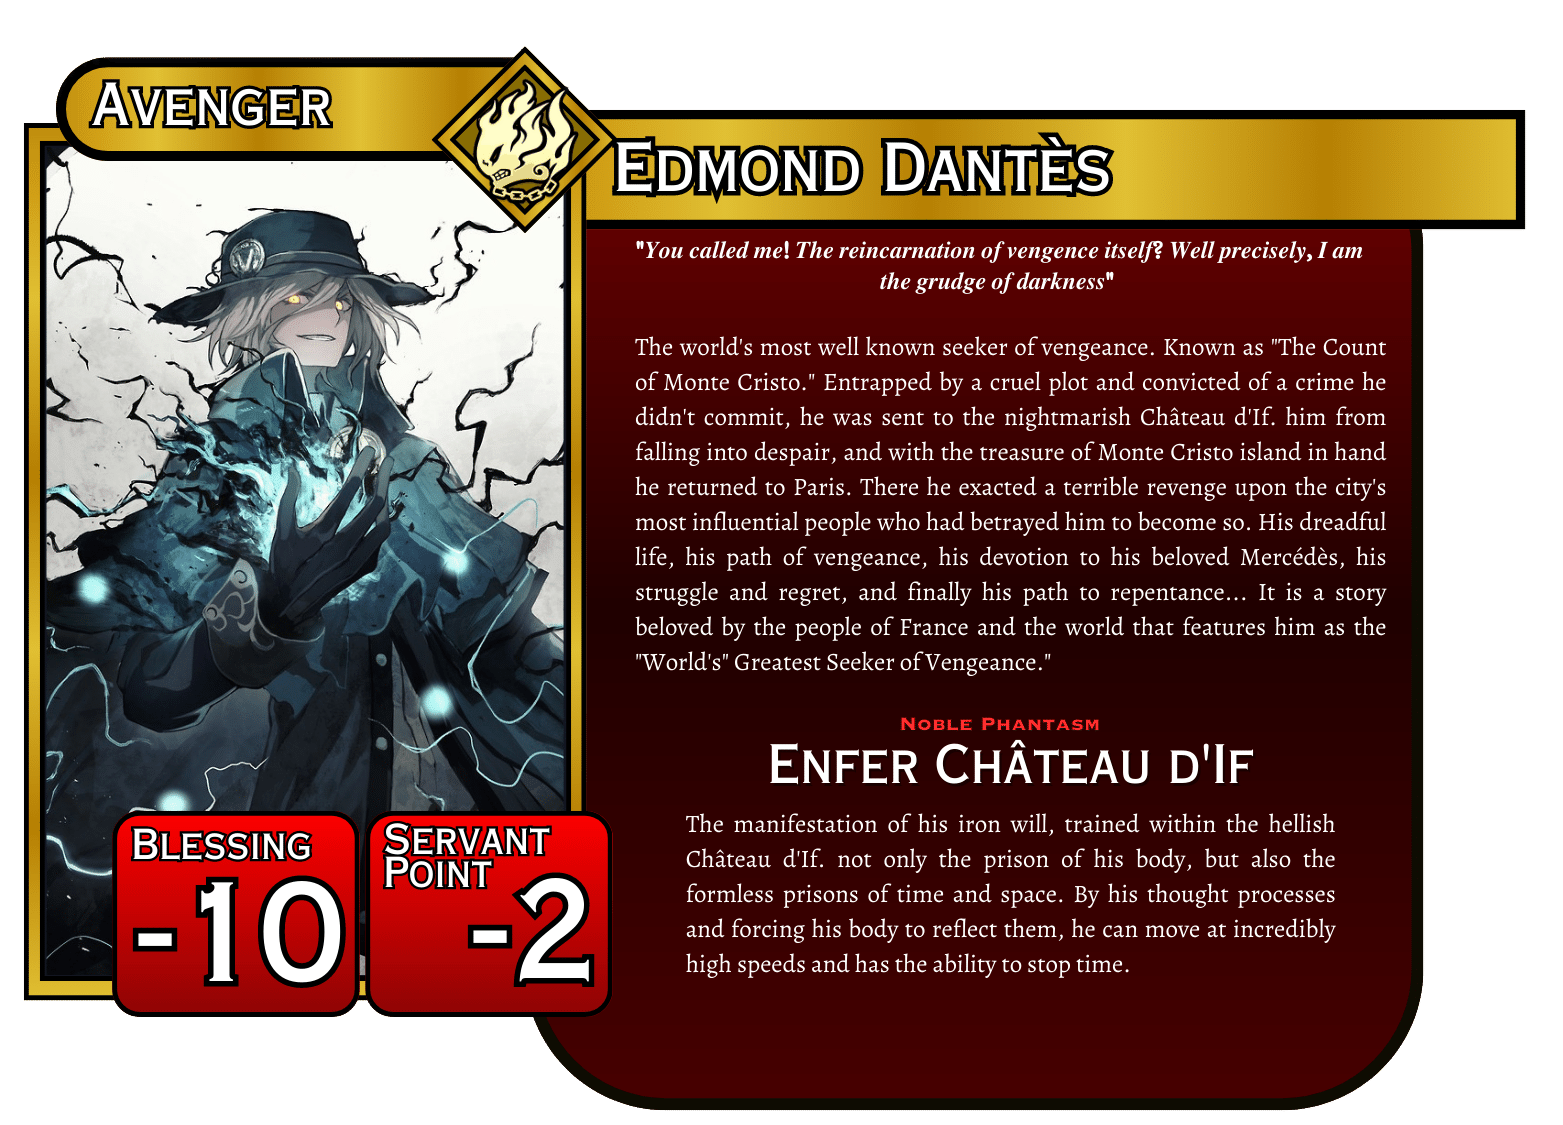 AVENGER
EDMOND DANTÈS
"You called me! The reincarnation of vengence itself? Well precisely, I am
the grudge of darkness"
The world's most well known seeker of vengeance. Known as "The Count
of Monte Cristo." Entrapped by a cruel plot and convicted of a crime he
didn't commit, he was sent to the nightmarish Château d'If. him from
falling into despair, and with the treasure of Monte Cristo island in hand
he returned to Paris. There he exacted a terrible revenge upon the city's
most influential people who had betrayed him to become so. His dreadful
life, his path of vengeance, his devotion to his beloved Mercédès, his
struggle and regret, and finally his path to repentance... It is a story
beloved by the people of France and the world that features him as the
"World's" Greatest Seeker of Vengeance."
NOBLE PHANTASM
ENFER CHÂTEAU D'IF
The manifestation of his iron will, trained within the hellish
Château d'If. not only the prison of his body, but also the
formless prisons of time and space. By his thought processes
and forcing his body to reflect them, he can move at incredibly
high speeds and has the ability to stop time.
BLESSING
-10
SERVANT
POINT
-2